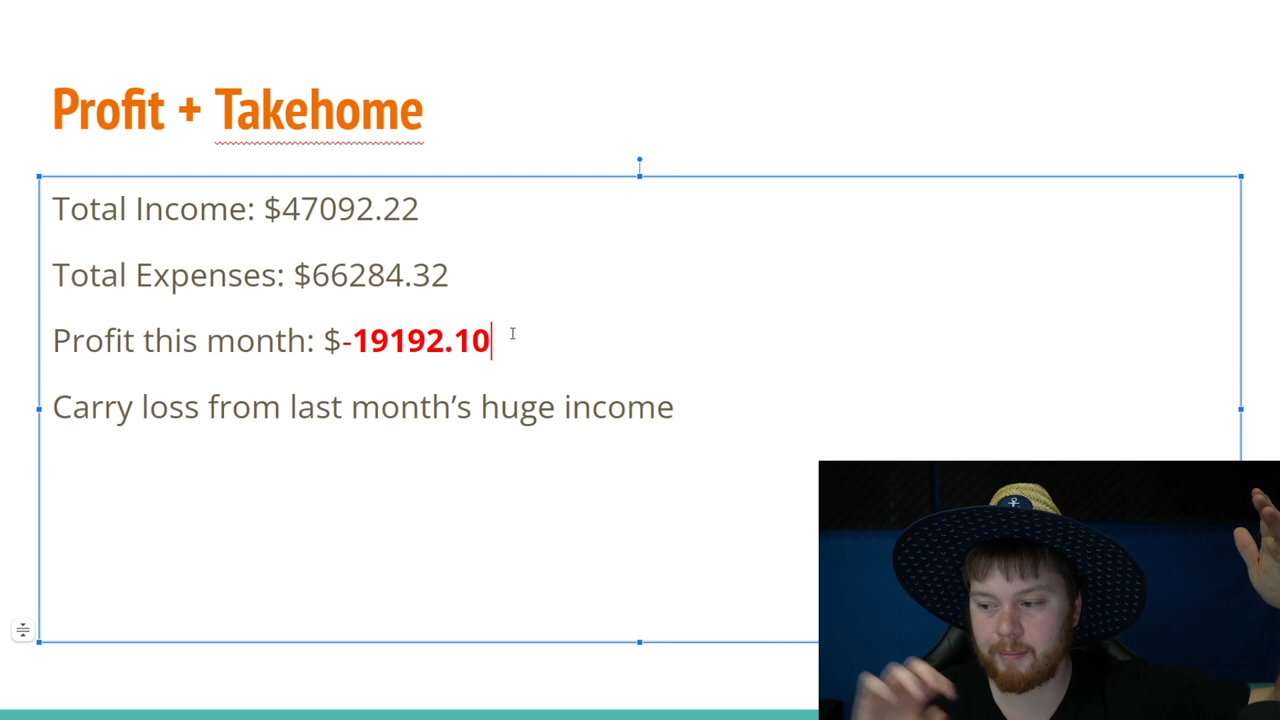 Profit + Takehome
Total Income: $47092.22
Total Expenses: $66284.32
Profit this month: $-19192.10
Carry loss from last month’s huge income